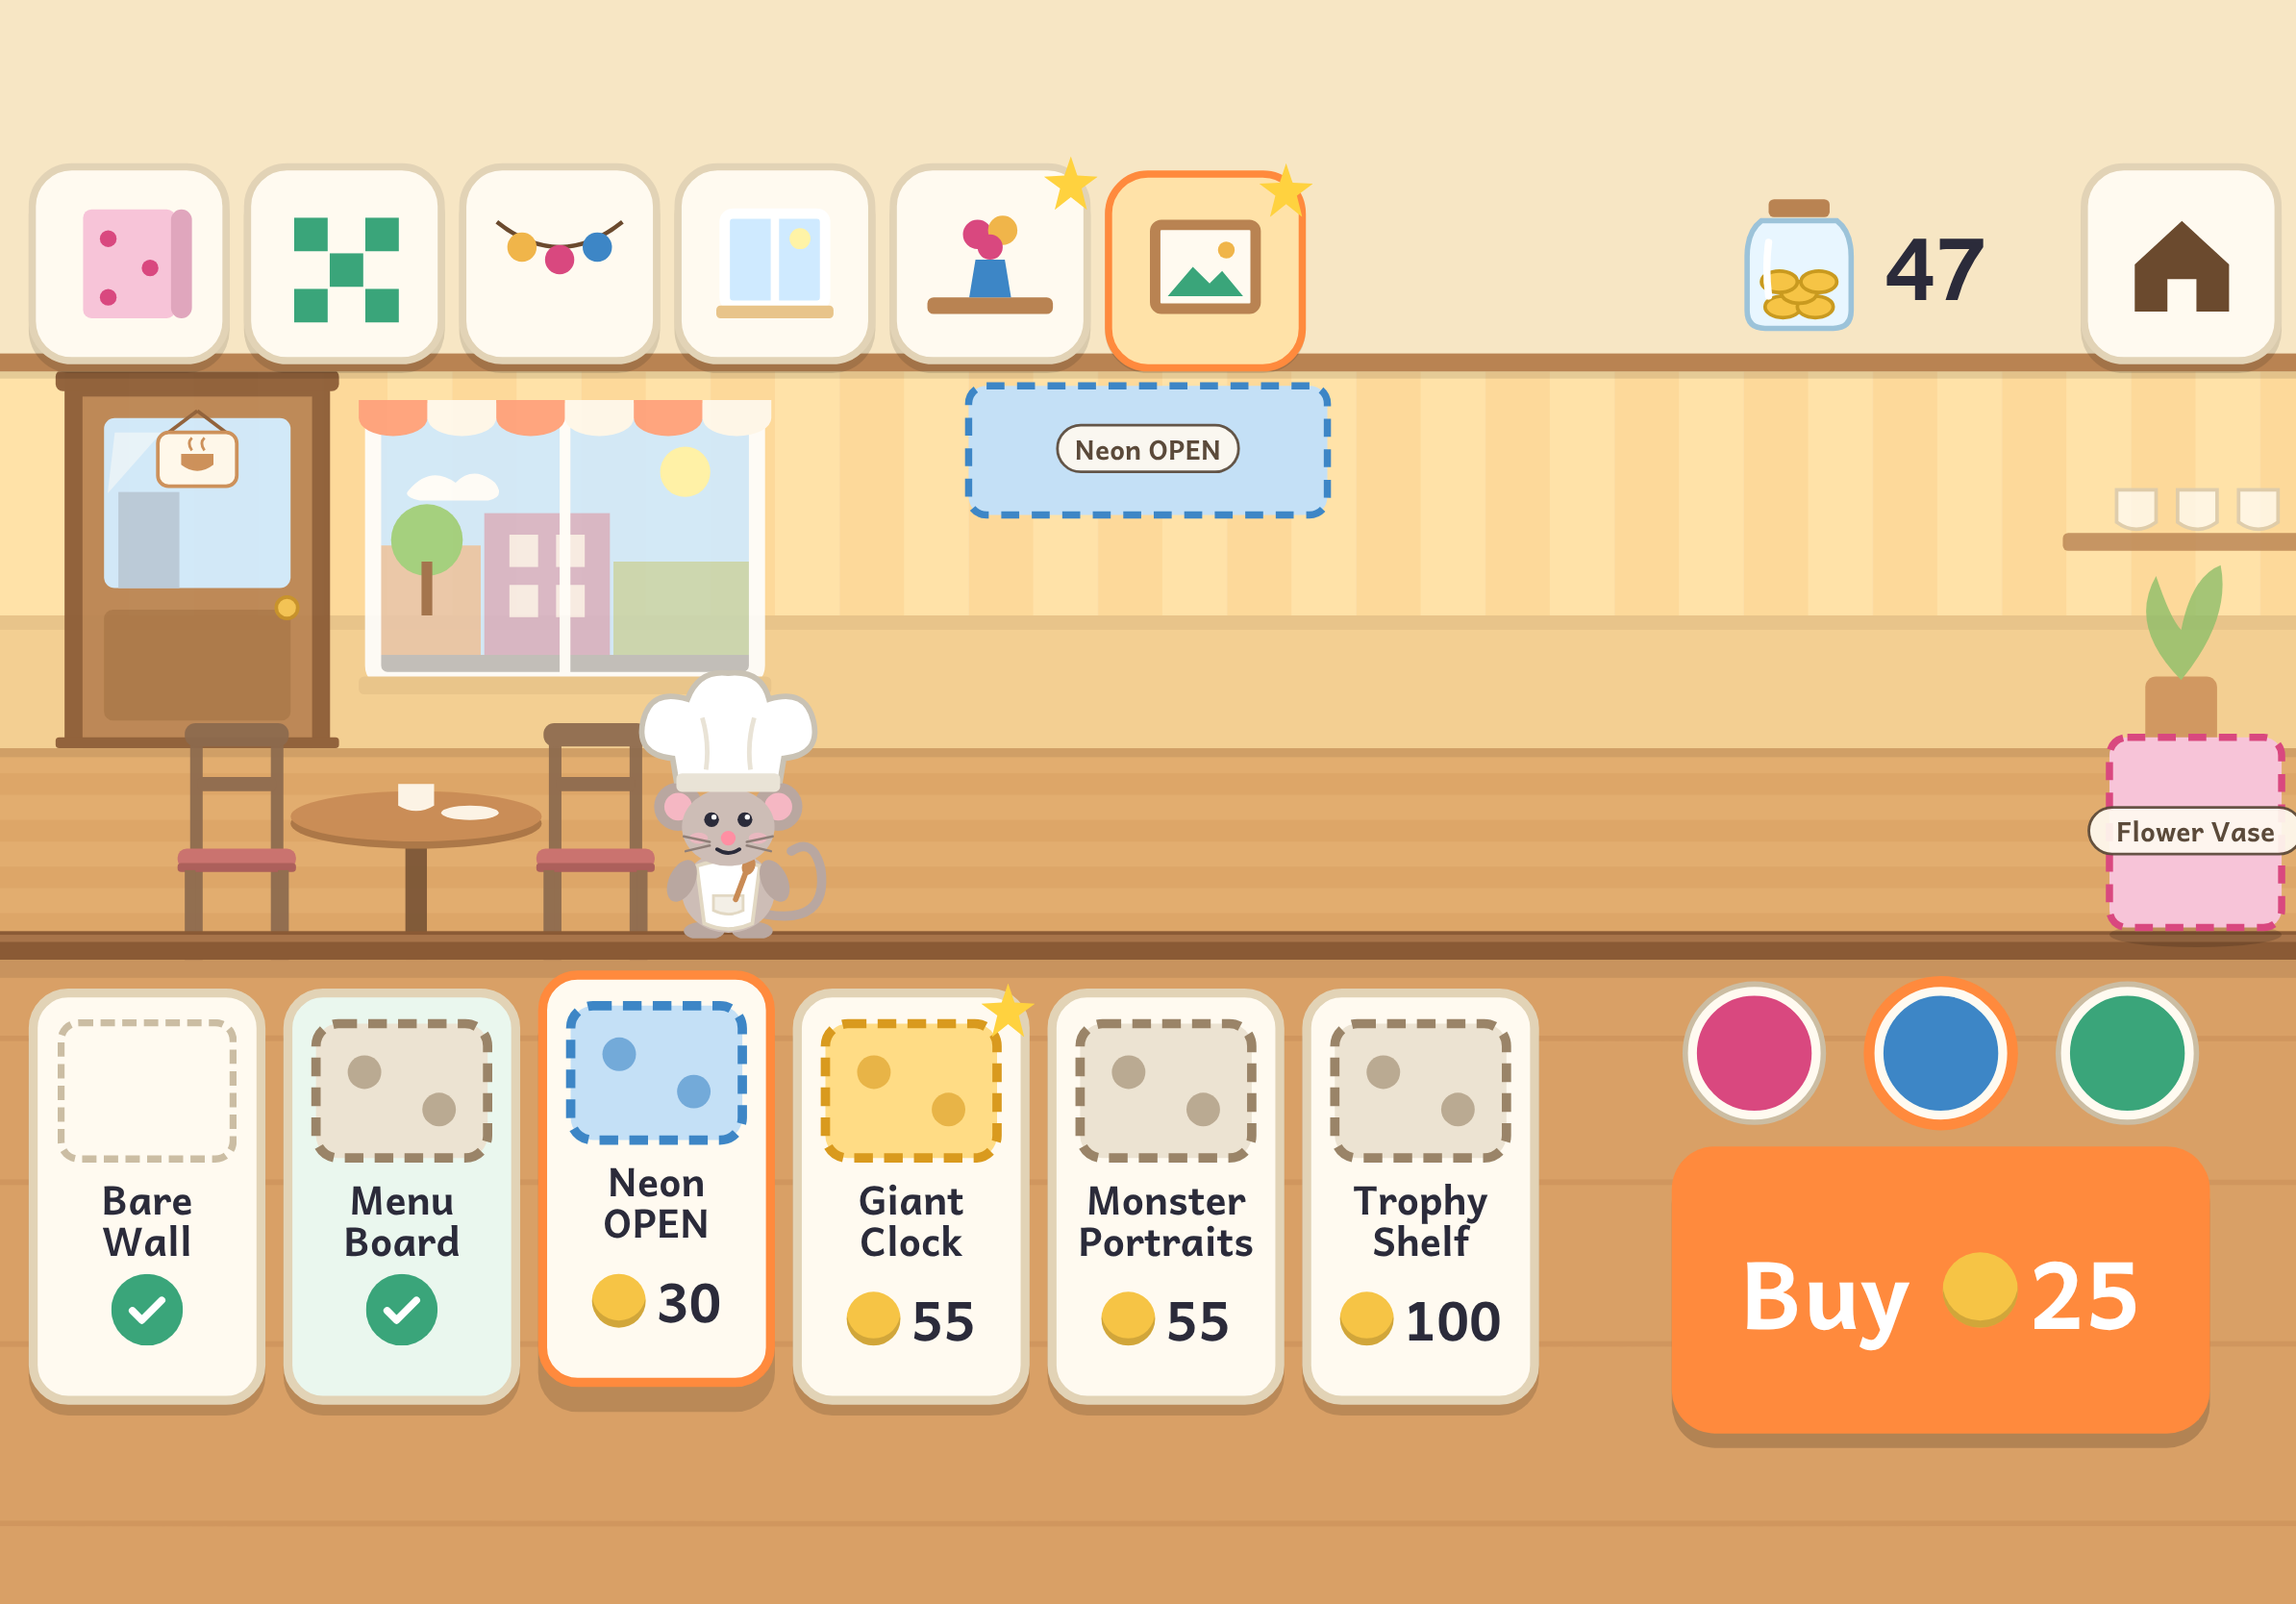 47
Neon OPEN
Flower Vase
Bare
Wall
Menu
Board
Neon
OPEN
30
Giant
Clock
55
Monster
Portraits
55
Trophy
Shelf
100
Buy 25